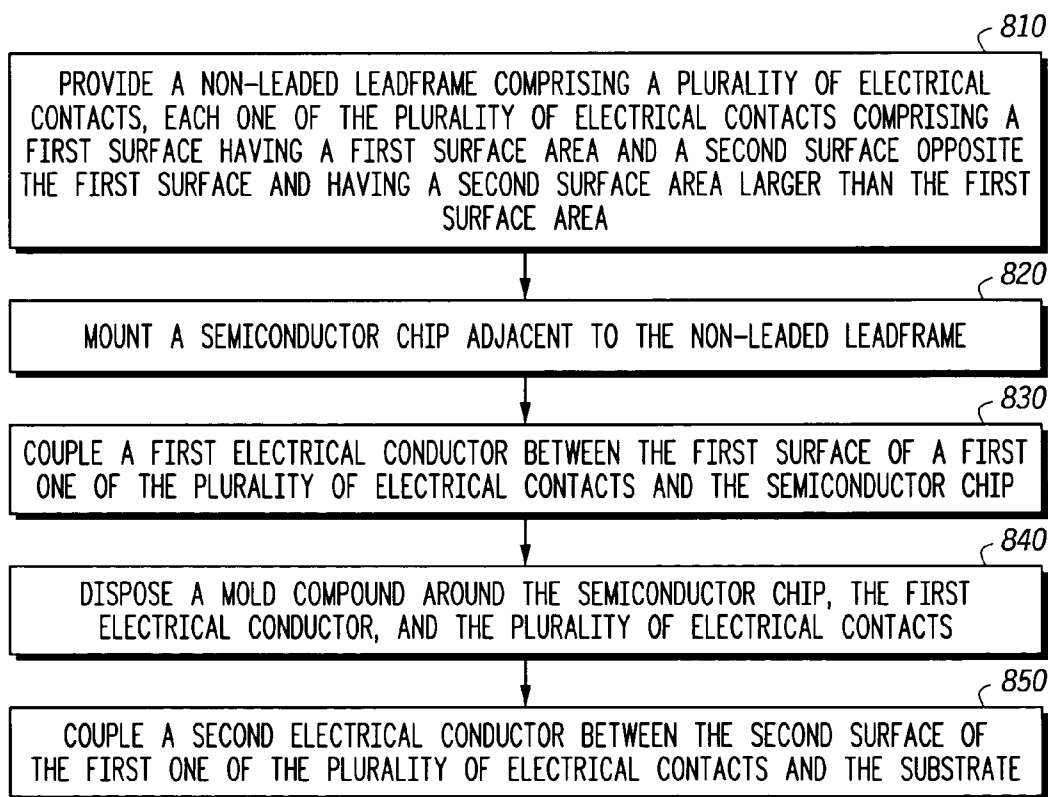 810
PROVIDE A NON-LEADED LEADFRAME COMPRISING A PLURALITY OF ELECTRICAL
CONTACTS, EACH ONE OF THE PLURALITY OF ELECTRICAL CONTACTS COMPRISING A
FIRST SURFACE HAVING A FIRST SURFACE AREA AND A SECOND SURFACE OPPOSITE
THE FIRST SURFACE AND HAVING A SECOND SURFACE AREA LARGER THAN THE FIRST
SURFACE AREA
820
MOUNT A SEMICONDUCTOR CHIP ADJACENT TO THE NON-LEADED LEADFRAME
830
COUPLE A FIRST ELECTRICAL CONDUCTOR BETWEEN THE FIRST SURFACE OF A FIRST
ONE OF THE PLURALITY OF ELECTRICAL CONTACTS AND THE SEMICONDUCTOR CHIP
840
DISPOSE A MOLD COMPOUND AROUND THE SEMICONDUCTOR CHIP, THE FIRST
ELECTRICAL CONDUCTOR, AND THE PLURALITY OF ELECTRICAL CONTACTS
850
COUPLE A SECOND ELECTRICAL CONDUCTOR BETWEEN THE SECOND SURFACE OF
THE FIRST ONE OF THE PLURALITY OF ELECTRICAL CONTACTS AND THE SUBSTRATE